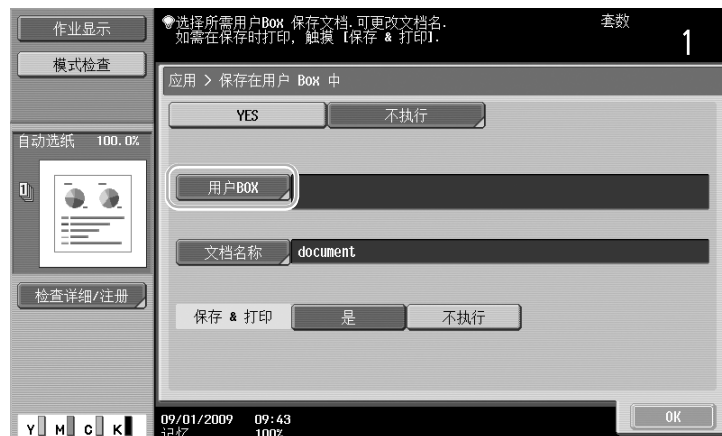 作业显示
模式检查
选择所需用户Box 保存文档.可更改文档名.
如需在保存时打印, 触摸 [保存 & 打印].
套数
1
应用 > 保存在用户 Box 中
YES
不执行
自动选纸 100.0%
1
用户BOX
文档名称
document
检查详细/注册
保存 & 打印
是
不执行
OK
Y M C K
09/01/2009 09:43
记忆 100%